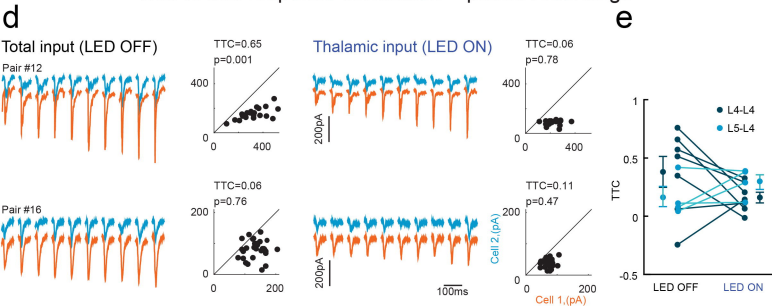 d
e
Total input (LED OFF)
Pair #12
TTC=0.65
p=0.001
400
0
0
400
Thalamic input (LED ON)
200pA
TTC=0.06
p=0.78
400
0
0
400
Pair #16
TTC=0.06
p=0.76
200
0
0
200
200pA
100ms
TTC=0.11
p=0.47
200
Cell 2,(pA)
0
0
200
Cell 1,(pA)
1
0.5
0
-0.5
TTC
L4-L4
L5-L4
LED OFF
LED ON